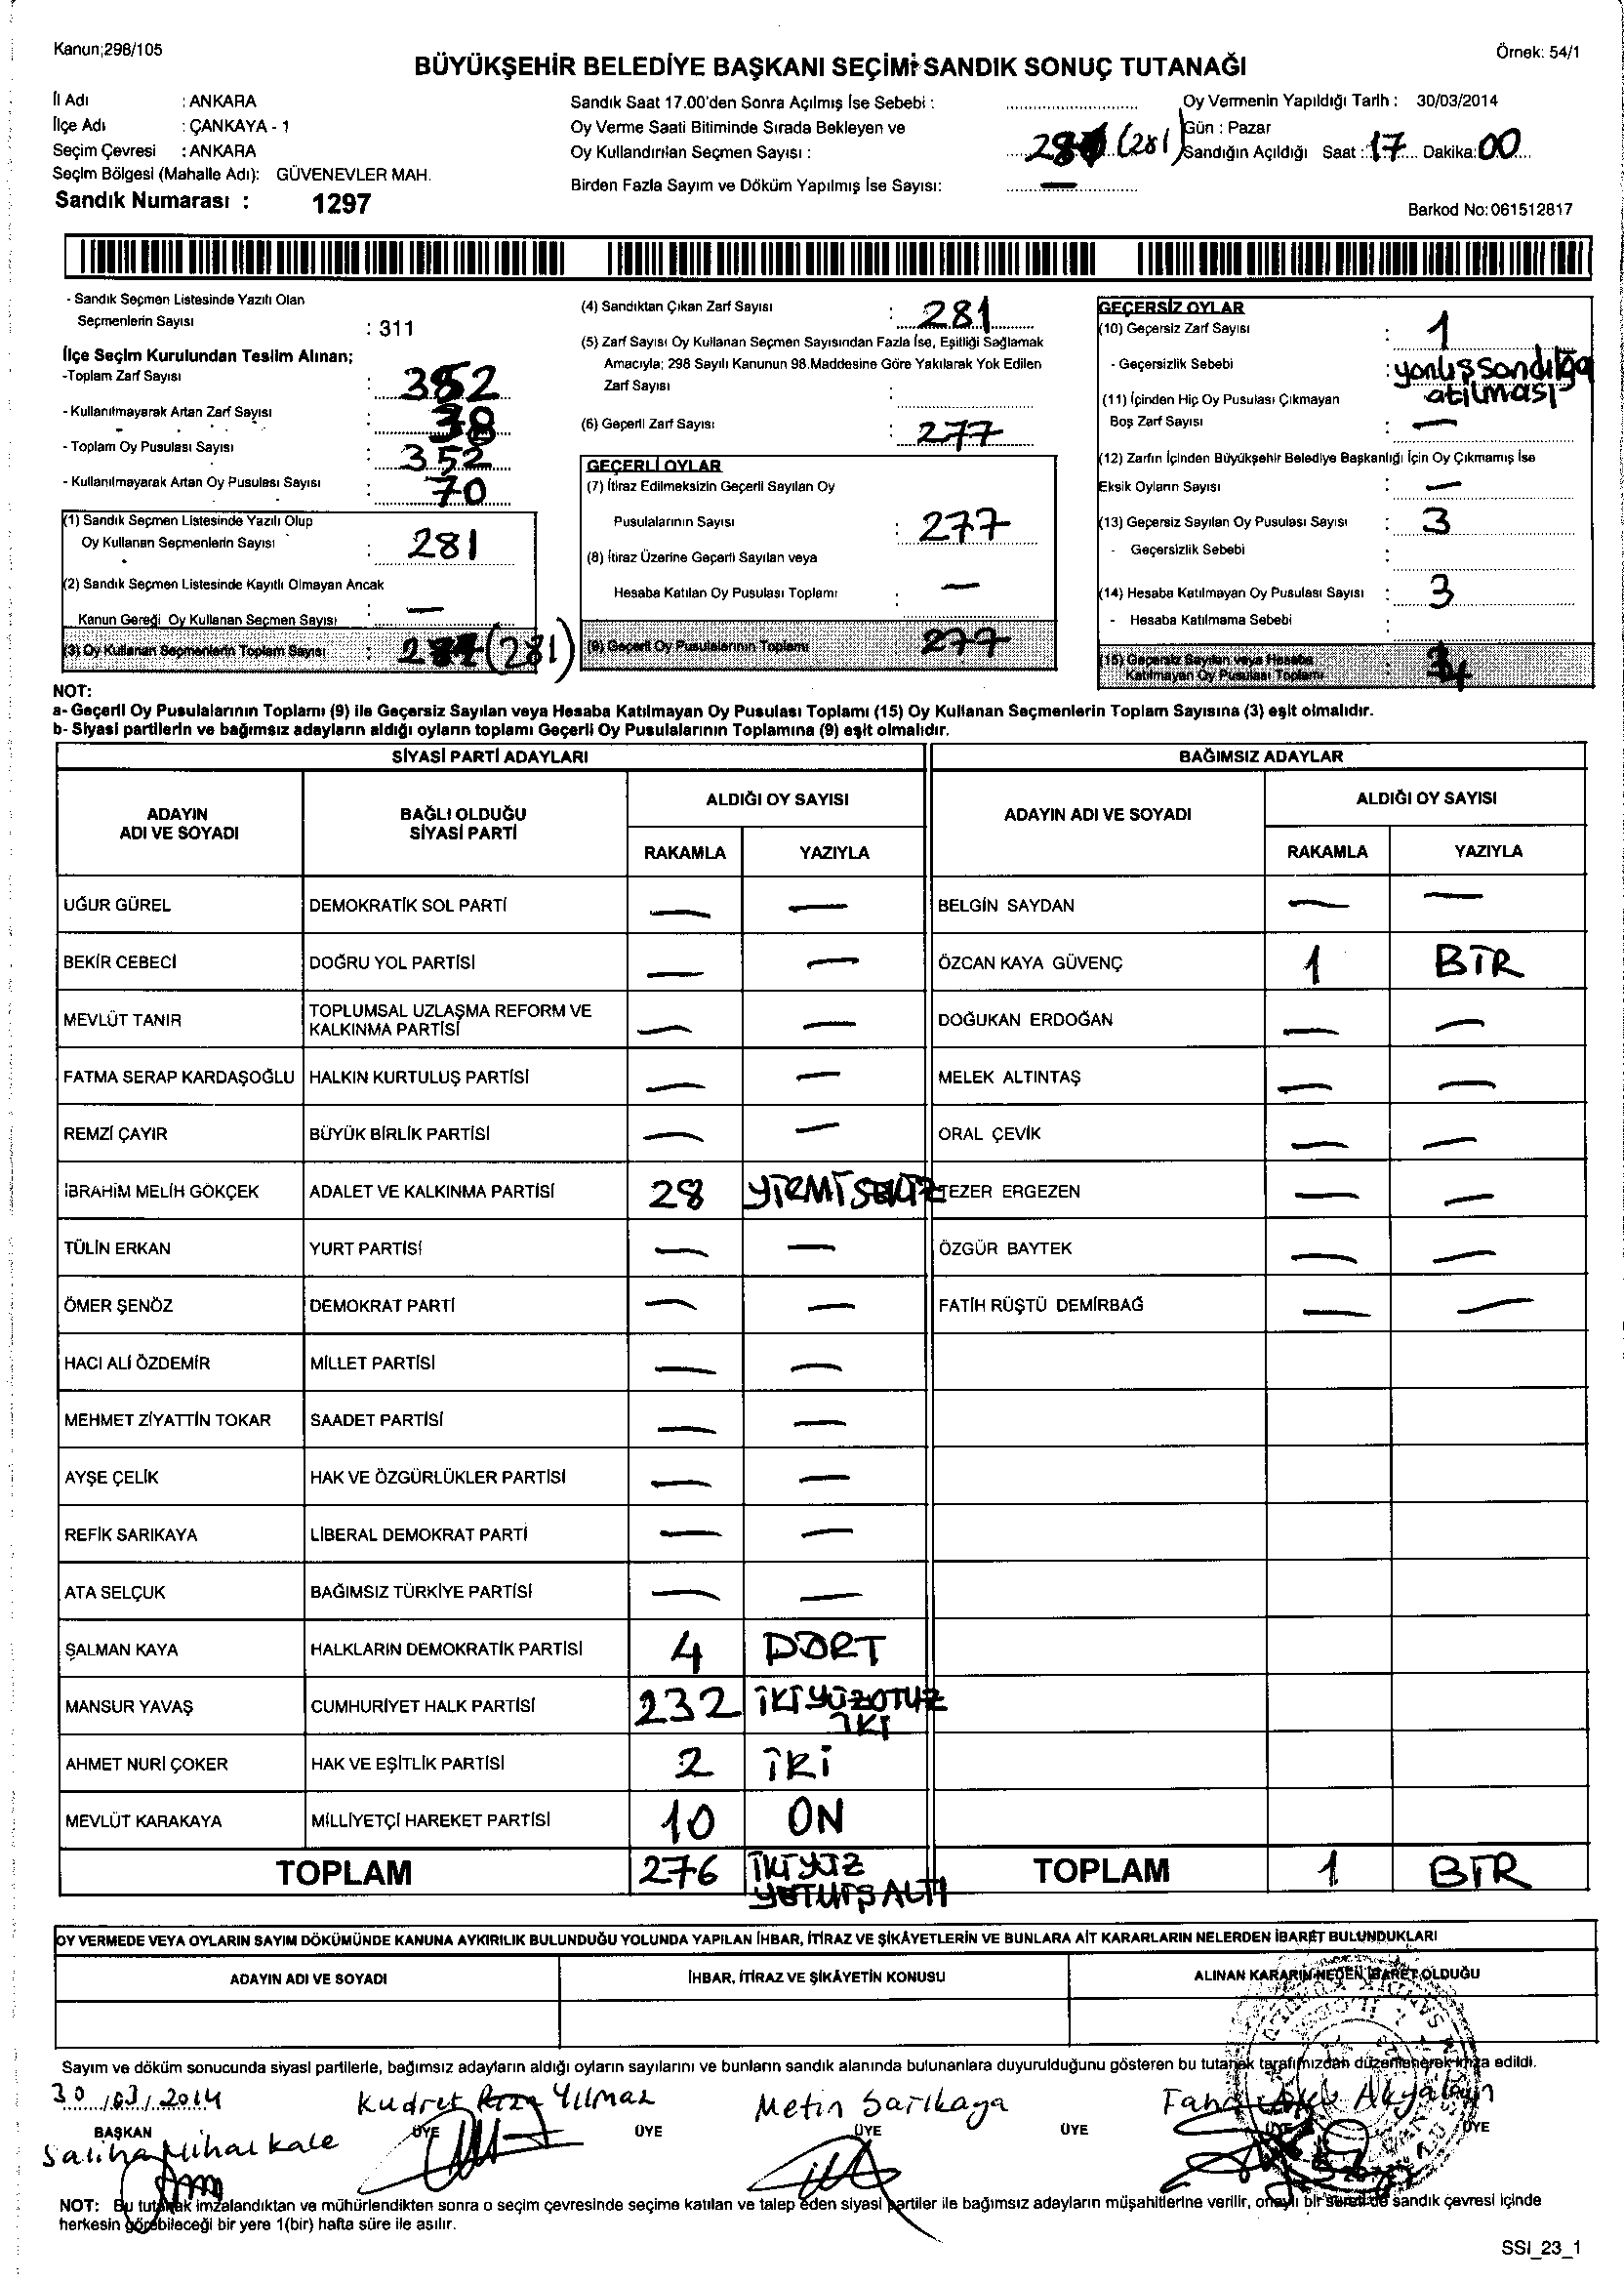 Kanun;298/105
Örnek: 54/1
BÜYÜKŞEHİR BELEDİYE BAŞKANI SEÇİMİ SANDIK SONUÇ TUTANAĞI
İl Adı : ANKARA
İlçe Adı : ÇANKAYA - 1
Seçim Çevresi : ANKARA
Seçim Bölgesi (Mahalle Adı): GÜVENEVLER MAH.
Sandık Numarası : 1297
Sandık Saat 17.00'den Sonra Açılmış İse Sebebi :
Oy Verme Saati Bitiminde Sırada Bekleyen ve
Oy Kullandırılan Seçmen Sayısı : (281)
Birden Fazla Sayım ve Döküm Yapılmış İse Sayısı: —
Oy Vermenin Yapıldığı Tarih : 30/03/2014
Gün : Pazar
Sandığın Açıldığı Saat : 17 Dakika: 00
Barkod No:061512817
- Sandık Seçmen Listesinde Yazılı Olan
Seçmenlerin Sayısı : 311
İlçe Seçim Kurulundan Teslim Alınan;
-Toplam Zarf Sayısı : 352
- Kullanılmayarak Artan Zarf Sayısı :
- Toplam Oy Pusulası Sayısı : 352
- Kullanılmayarak Artan Oy Pusulası Sayısı : 70
(1) Sandık Seçmen Listesinde Yazılı Olup
Oy Kullanan Seçmenlerin Sayısı : 281
(2) Sandık Seçmen Listesinde Kayıtlı Olmayan Ancak
Kanun Gereği Oy Kullanan Seçmen Sayısı : —
(3) Oy Kullanan Seçmenlerin Toplam Sayısı : (281)
(4) Sandıktan Çıkan Zarf Sayısı : 281
(5) Zarf Sayısı Oy Kullanan Seçmen Sayısından Fazla İse, Eşitliği Sağlamak
Amacıyla; 298 Sayılı Kanunun 98.Maddesine Göre Yakılarak Yok Edilen
Zarf Sayısı :
(6) Geçerli Zarf Sayısı : 277
GEÇERLİ OYLAR
(7) İtiraz Edilmeksizin Geçerli Sayılan Oy
Pusulalarının Sayısı : 277
(8) İtiraz Üzerine Geçerli Sayılan veya
Hesaba Katılan Oy Pusulası Toplamı : —
(9) Geçerli Oy Pusulalarının Toplamı 277
GEÇERSİZ OYLAR
(10) Geçersiz Zarf Sayısı : 1
- Geçersizlik Sebebi : yanlış sandığa
atılması
(11) İçinden Hiç Oy Pusulası Çıkmayan
Boş Zarf Sayısı : —
(12) Zarfın İçinden Büyükşehir Belediye Başkanlığı İçin Oy Çıkmamış İse
Eksik Oyların Sayısı : —
(13) Geçersiz Sayılan Oy Pusulası Sayısı : 3
- Geçersizlik Sebebi :
(14) Hesaba Katılmayan Oy Pusulası Sayısı : 3
- Hesaba Katılmama Sebebi :
(15) Geçersiz Sayılan veya Hesaba
Katılmayan Oy Pusulası Toplamı : 4
NOT:
a- Geçerli Oy Pusulalarının Toplamı (9) ile Geçersiz Sayılan veya Hesaba Katılmayan Oy Pusulası Toplamı (15) Oy Kullanan Seçmenlerin Toplam Sayısına (3) eşit olmalıdır.
b- Siyasi partilerin ve bağımsız adayların aldığı oyların toplamı Geçerli Oy Pusulalarının Toplamına (9) eşit olmalıdır.
SİYASİ PARTİ ADAYLARI BAĞIMSIZ ADAYLAR
ADAYIN ADI VE SOYADI BAĞLI OLDUĞU SİYASİ PARTİ ALDIĞI OY SAYISI ADAYIN ADI VE SOYADI ALDIĞI OY SAYISI
RAKAMLA YAZIYLA RAKAMLA YAZIYLA
UĞUR GÜREL DEMOKRATİK SOL PARTİ — — BELGİN SAYDAN — —
BEKİR CEBECİ DOĞRU YOL PARTİSİ — — ÖZCAN KAYA GÜVENÇ 1 BİR
MEVLÜT TANIR TOPLUMSAL UZLAŞMA REFORM VE KALKINMA PARTİSİ — — DOĞUKAN ERDOĞAN — —
FATMA SERAP KARDAŞOĞLU HALKIN KURTULUŞ PARTİSİ — — MELEK ALTINTAŞ — —
REMZİ ÇAYIR BÜYÜK BİRLİK PARTİSİ — — ORAL ÇEVİK — —
İBRAHİM MELİH GÖKÇEK ADALET VE KALKINMA PARTİSİ 28 YİRMİ SEKİZ TEZER ERGEZEN — —
TÜLİN ERKAN YURT PARTİSİ — — ÖZGÜR BAYTEK — —
ÖMER ŞENÖZ DEMOKRAT PARTİ — — FATİH RÜŞTÜ DEMİRBAĞ — —
HACI ALİ ÖZDEMİR MİLLET PARTİSİ — —
MEHMET ZİYATTİN TOKAR SAADET PARTİSİ — —
AYŞE ÇELİK HAK VE ÖZGÜRLÜKLER PARTİSİ — —
REFİK SARIKAYA LİBERAL DEMOKRAT PARTİ — —
ATA SELÇUK BAĞIMSIZ TÜRKİYE PARTİSİ — —
SALMAN KAYA HALKLARIN DEMOKRATİK PARTİSİ 4 DÖRT
MANSUR YAVAŞ CUMHURİYET HALK PARTİSİ 232 İKİYÜZOTUZ İKİ
AHMET NURİ ÇOKER HAK VE EŞİTLİK PARTİSİ 2 İKİ
MEVLÜT KARAKAYA MİLLİYETÇİ HAREKET PARTİSİ 10 ON
TOPLAM 276 İKİYÜZ YETMİŞ ALTI TOPLAM 1 BİR
OY VERMEDE VEYA OYLARIN SAYIM DÖKÜMÜNDE KANUNA AYKIRILIK BULUNDUĞU YOLUNDA YAPILAN İHBAR, İTİRAZ VE ŞİKÂYETLERİN VE BUNLARA AİT KARARLARIN NELERDEN İBARET BULUNDUKLARI
ADAYIN ADI VE SOYADI İHBAR, İTİRAZ VE ŞİKÂYETİN KONUSU ALINAN KARARIN NEDEN İBARET OLDUĞU
Sayım ve döküm sonucunda siyasi partilerle, bağımsız adayların aldığı oyların sayılarını ve bunların sandık alanında bulunanlara duyurulduğunu gösteren bu tutanak tarafımızdan düzenlenerek imza edildi.
30/03/2014 Kudret Rıza Yılmaz Metin Sarıkaya
BAŞKAN ÜYE ÜYE ÜYE ÜYE ÜYE ÜYE
Saliha Nihal Kale
NOT: Bu tutanak imzalandıktan ve mühürlendikten sonra o seçim çevresinde seçime katılan ve talep eden siyasi partiler ile bağımsız adayların müşahitlerine verilir, onaylı bir sureti de sandık çevresi içinde
herkesin görebileceği bir yere 1(bir) hafta süre ile asılır.
SSI_23_1